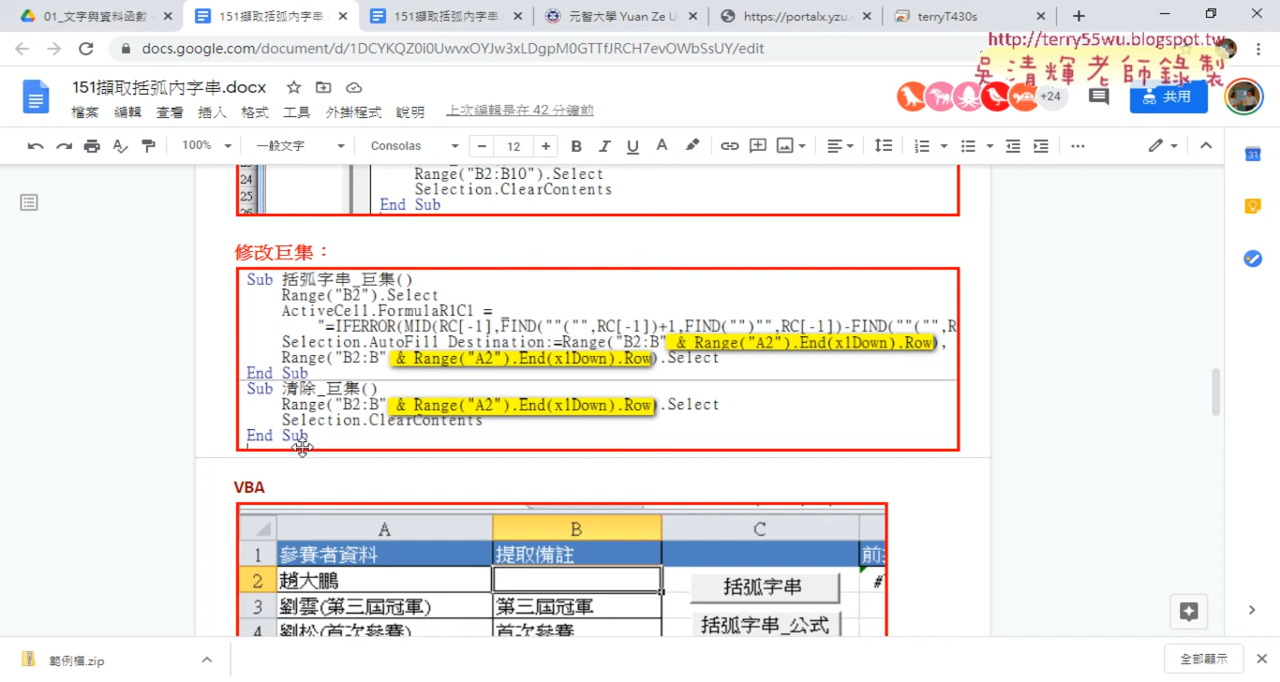 01_文字與資料函數 -
151擷取括弧內字串.
151擷取括弧內字串.
元智大學 Yuan Ze U
https://portalx.yzu.
terryT430s
docs.google.com/document/d/1DCYKQZ0i0UwvxOYJw3xLDgpM0GTTfJRCH7evOWbSsUY/edit
http://terry55wu.blogspot.tw
吳清輝老師錄製
151擷取括弧內字串.docx
檔案 編輯 查看 插入 格式 工具 外掛程式 說明 上次編輯是在 42 分鐘前
+24
共用
100% 一般文字 Consolas 12
24
25
Range("B2:B10").Select
Selection.ClearContents
End Sub
修改巨集：
Sub 括弧字串_巨集()
Range("B2").Select
ActiveCell.FormulaR1C1 = _
"=IFERROR(MID(RC[-1],FIND(""("",RC[-1])+1,FIND("")"",RC[-1])-FIND(""("",R
Selection.AutoFill Destination:=Range("B2:B" & Range("A2").End(xlDown).Row),
Range("B2:B" & Range("A2").End(xlDown).Row).Select
End Sub
Sub 清除_巨集()
Range("B2:B" & Range("A2").End(xlDown).Row).Select
Selection.ClearContents
End Sub
VBA
A B C
1 參賽者資料 提取備註
2 趙大鵬 括弧字串
3 劉雲(第三屆冠軍) 第三屆冠軍
4 劉松(首次參賽) 首次參賽 括弧字串_公式
範例檔.zip
全部顯示